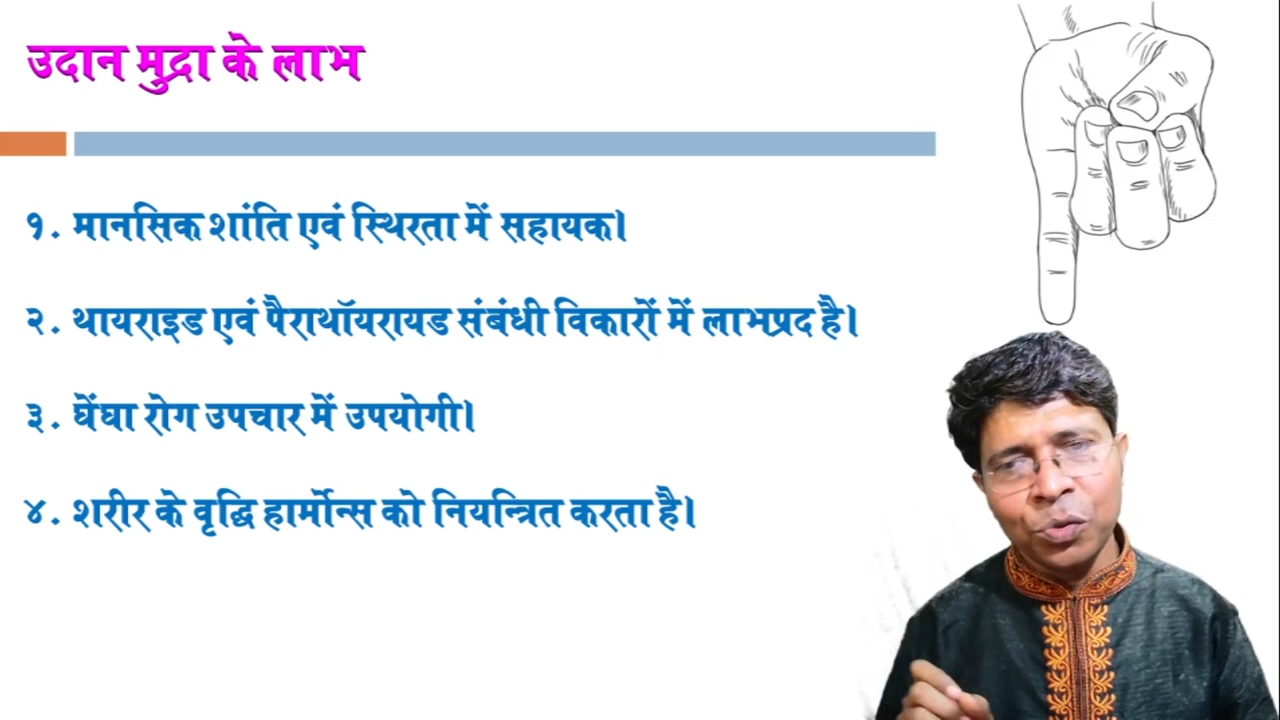 उदान मुद्रा के लाभ
१. मानसिक शांति एवं स्थिरता में सहायक।
२. थायराइड एवं पैराथॉयरायड संबंधी विकारों में लाभप्रद है।
३. घेंघा रोग उपचार में उपयोगी।
४. शरीर के वृद्धि हार्मोन्स को नियन्त्रित करता है।